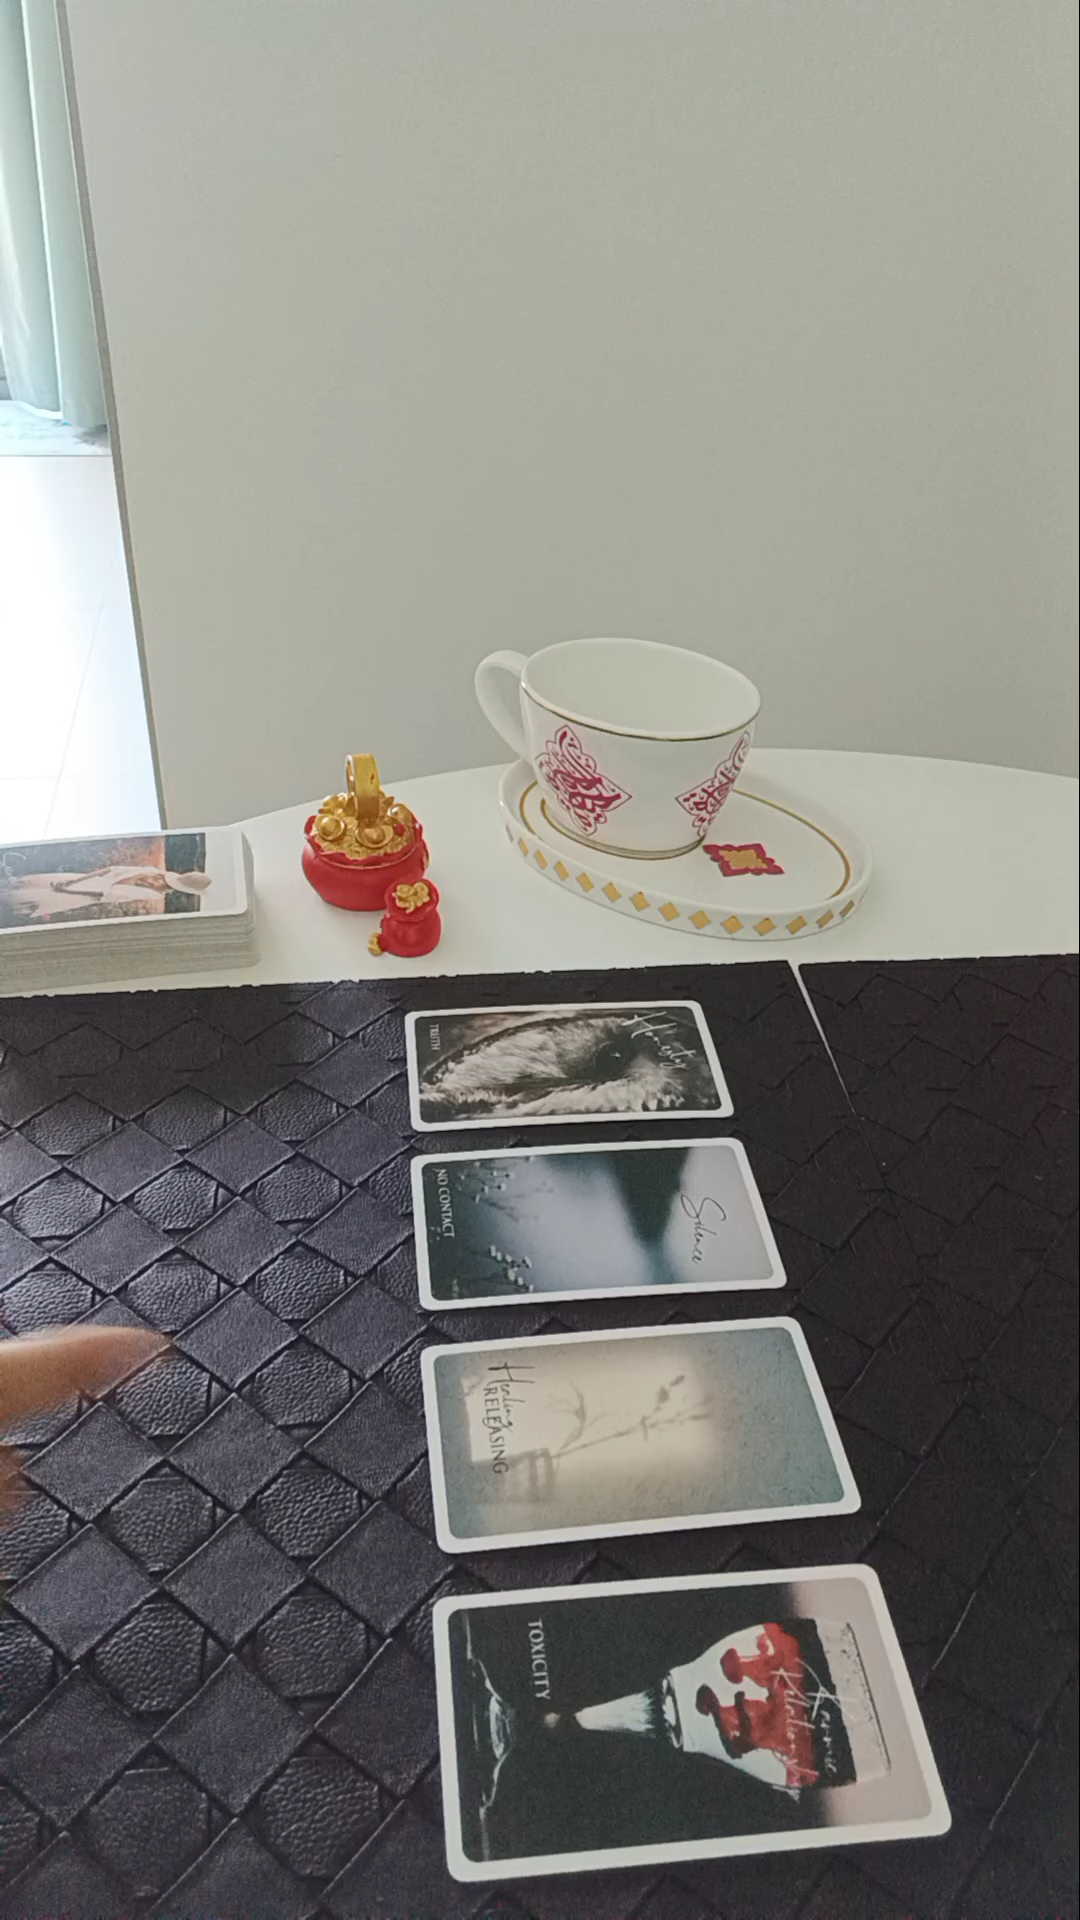 Honesty
TRUTH
Silence
NO CONTACT
Healing
RELEASING
Karmic
Relationship
TOXICITY